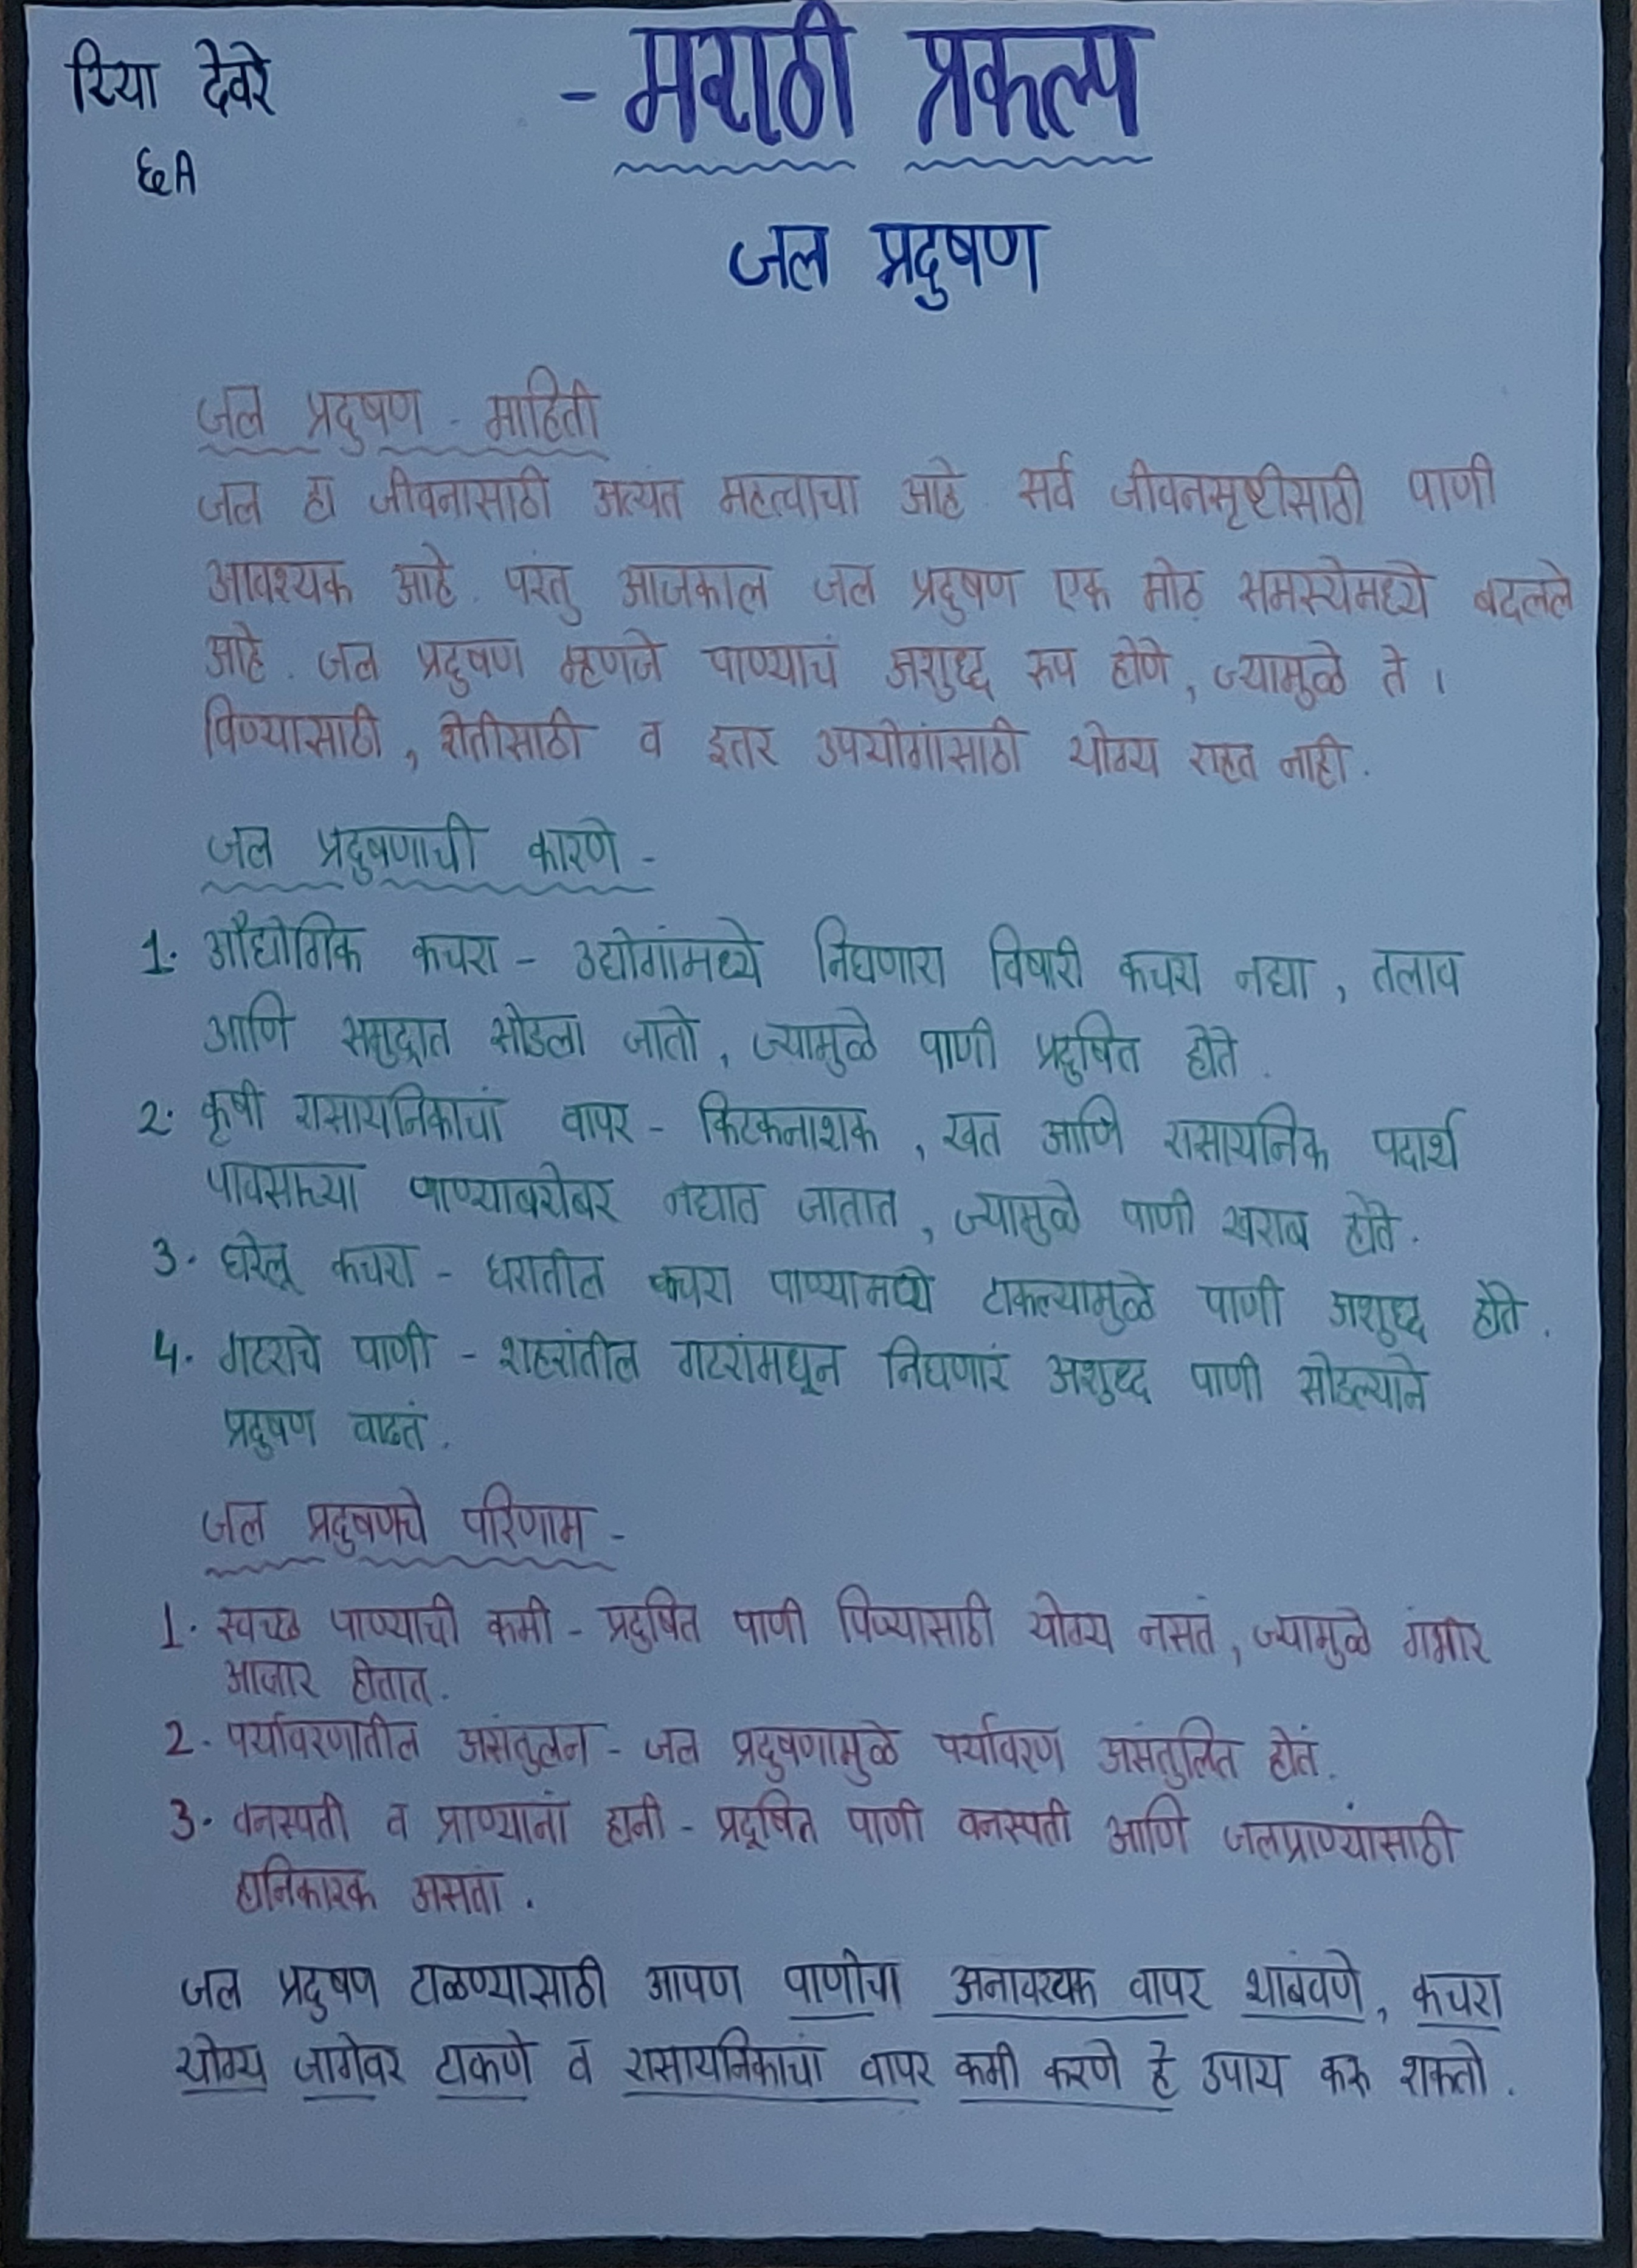 रिया देवरे
६A
- मराठी प्रकल्प
जल प्रदुषण
जल प्रदुषण - माहिती
जल हा जीवनासाठी अत्यंत महत्वाचा आहे. सर्व जीवनसृष्टीसाठी पाणी
आवश्यक आहे. परंतु आजकाल जल प्रदुषण एक मोठ समस्येमध्ये बदलले
आहे. जल प्रदुषण म्हणजे पाण्याचं अशुद्ध रूप होणे, ज्यामुळे ते ।
पिण्यासाठी, शेतीसाठी व इतर उपयोगांसाठी योग्य राहत नाही.
जल प्रदुषणाची कारणे -
1. औद्योगिक कचरा - उद्योगांमध्ये निघणारा विषारी कचरा नद्या, तलाव
आणि समुद्रात सोडला जातो, ज्यामुळे पाणी प्रदुषित होते.
2. कृषी रासायनिकाचां वापर - किटकनाशक, खत आणि रासायनिक पदार्थ
पावसाच्या पाण्याबरोबर नद्यात जातात, ज्यामुळे पाणी खराब होते.
3. घरेलू कचरा - घरातील कचरा पाण्यामध्ये टाकल्यामुळे पाणी अशुद्ध होते.
4. गटराचे पाणी - शहरांतील गटरांमधून निघणारं अशुद्ध पाणी सोडल्याने
प्रदुषण वाढतं.
जल प्रदुषणचे परिणाम -
1. स्वच्छ पाण्याची कमी - प्रदुषित पाणी पिण्यासाठी योग्य नसतं, ज्यामुळे गंभीर
आजार होतात.
2. पर्यावरणातील असंतुलन - जल प्रदुषणामुळे पर्यावरण असंतुलित होतं.
3. वनस्पती व प्राण्यानां हानी - प्रदूषित पाणी वनस्पती आणि जलप्राण्यांसाठी
हानिकारक असतां.
जल प्रदुषण टाळण्यासाठी आपण पाणीचा अनावश्यक वापर थाबंवणे, कचरा
योग्य जागेवर टाकणे व रासायनिकाचां वापर कमी करणे हे उपाय करू शकतो.